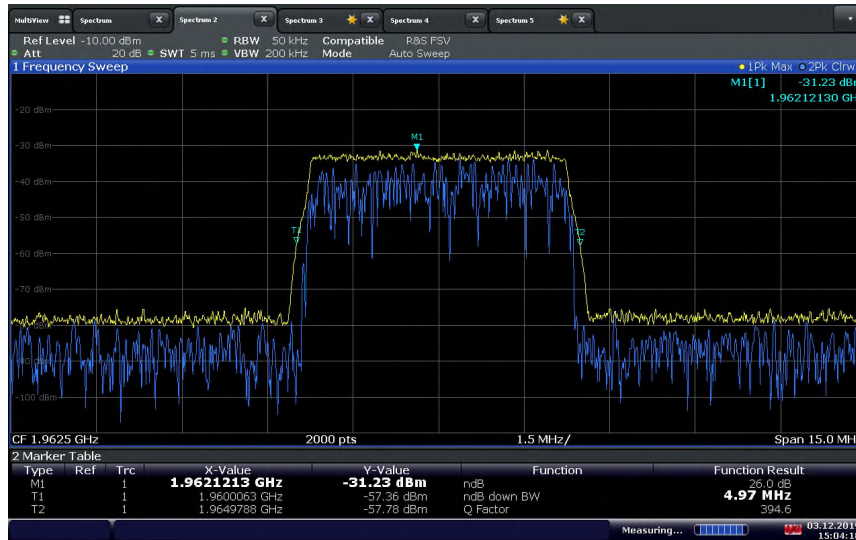 MultiView Spectrum X Spectrum 2 X Spectrum 3 X Spectrum 4 X Spectrum 5 X
Ref Level -10.00 dBm RBW 50 kHz Compatible R&S FSV
Att 20 dB SWT 5 ms VBW 200 kHz Mode Auto Sweep
1 Frequency Sweep 1Pk Max 2Pk Clrw
M1[1] -31.23 dBm
1.96212130 GH
-20 dBm
M1
-30 dBm
-40 dBm
-50 dBm
T1 T2
-60 dBm
-70 dBm
-100 dBm
CF 1.9625 GHz 2000 pts 1.5 MHz/ Span 15.0 MH
2 Marker Table
Type Ref Trc X-Value Y-Value Function Function Result
M1 1 1.9621213 GHz -31.23 dBm ndB 26.0 dB
T1 1 1.9600063 GHz -57.36 dBm ndB down BW 4.97 MHz
T2 1 1.9649788 GHz -57.78 dBm Q Factor 394.6
Measuring... 03.12.201
15:04:18